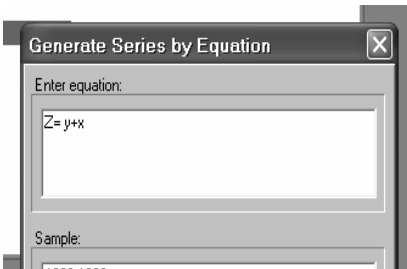 Generate Series by Equation
Enter equation:
Z= y+x
Sample: